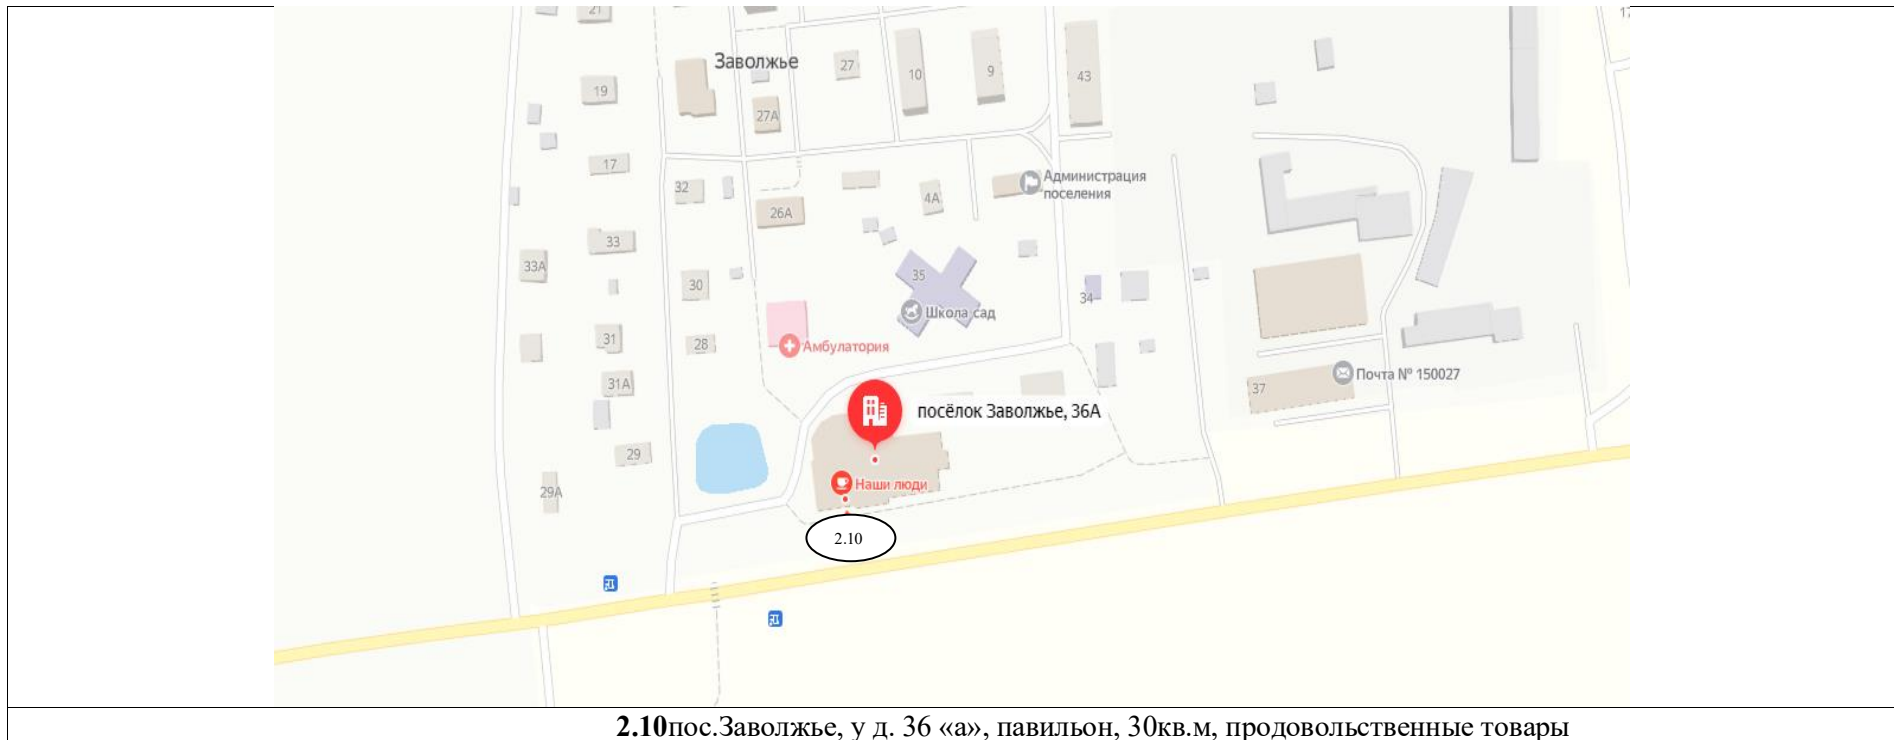 21
17
Заволжье
27
10
9
43
19
27А
17
32
Администрация
поселения
26А
4А
33
33А
35
30
34
Школа сад
31
28
Амбулатория
Почта № 150027
31А
37
посёлок Заволжье, 36А
29
Наши люди
29А
2.10
2.10пос.Заволжье, у д. 36 «а», павильон, 30кв.м, продовольственные товары